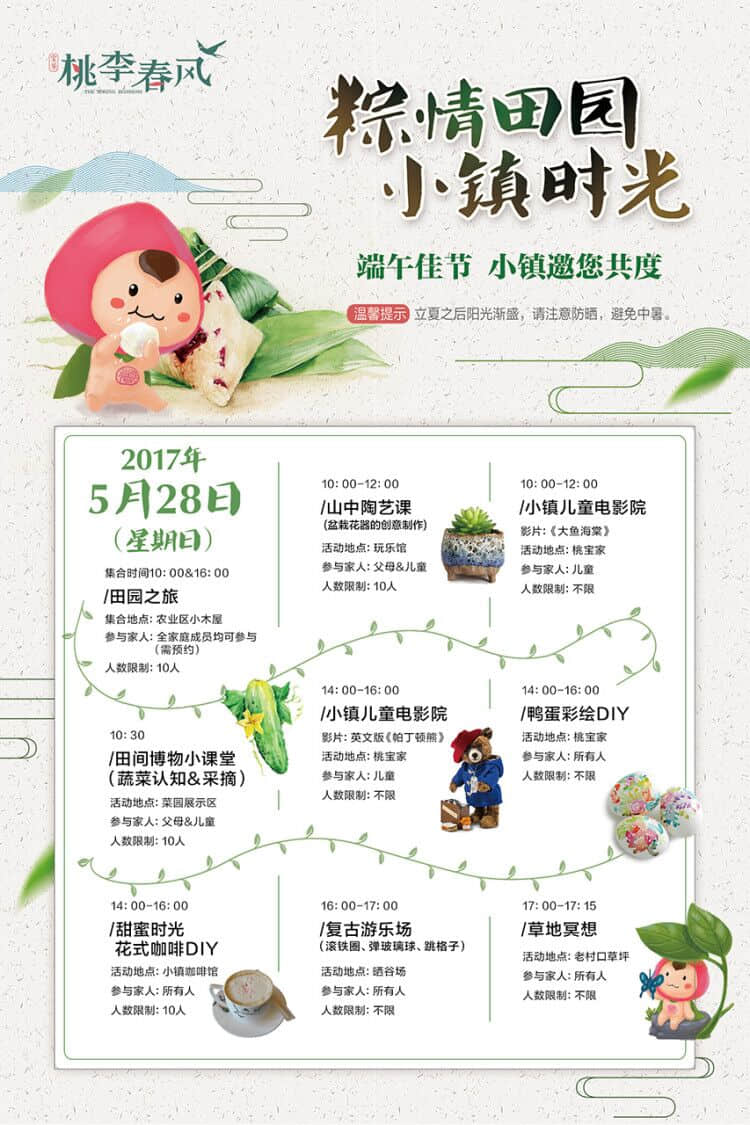 桃李春风
粽情田园
小镇时光
端午佳节 小镇邀您共度
温馨提示 立夏之后阳光渐盛，请注意防晒，避免中暑。
2017年
5月28日
（星期日）
集合时间10：00&16：00
/田园之旅
集合地点：农业区小木屋
参与家人：全家庭成员均可参与
（需预约）
人数限制：10人
10：00-12：00
/山中陶艺课
（盆栽花器的创意制作）
活动地点：玩乐馆
参与家人：父母&儿童
人数限制：10人
10：00-12：00
/小镇儿童电影院
影片：《大鱼海棠》
活动地点：桃宝家
参与家人：儿童
人数限制：不限
10：30
/田间博物小课堂
（蔬菜认知&采摘）
活动地点：菜园展示区
参与家人：父母&儿童
人数限制：10人
14：00-16：00
/小镇儿童电影院
影片：英文版《帕丁顿熊》
活动地点：桃宝家
参与家人：儿童
人数限制：不限
14：00-16：00
/鸭蛋彩绘DIY
活动地点：桃宝家
参与家人：所有人
人数限制：不限
14：00-16：00
/甜蜜时光
花式咖啡DIY
活动地点：小镇咖啡馆
参与家人：所有人
人数限制：10人
16：00-17：00
/复古游乐场
（滚铁圈、弹玻璃球、跳格子）
活动地点：晒谷场
参与家人：所有人
人数限制：不限
17：00-17：15
/草地冥想
活动地点：老村口草坪
参与家人：所有人
人数限制：不限